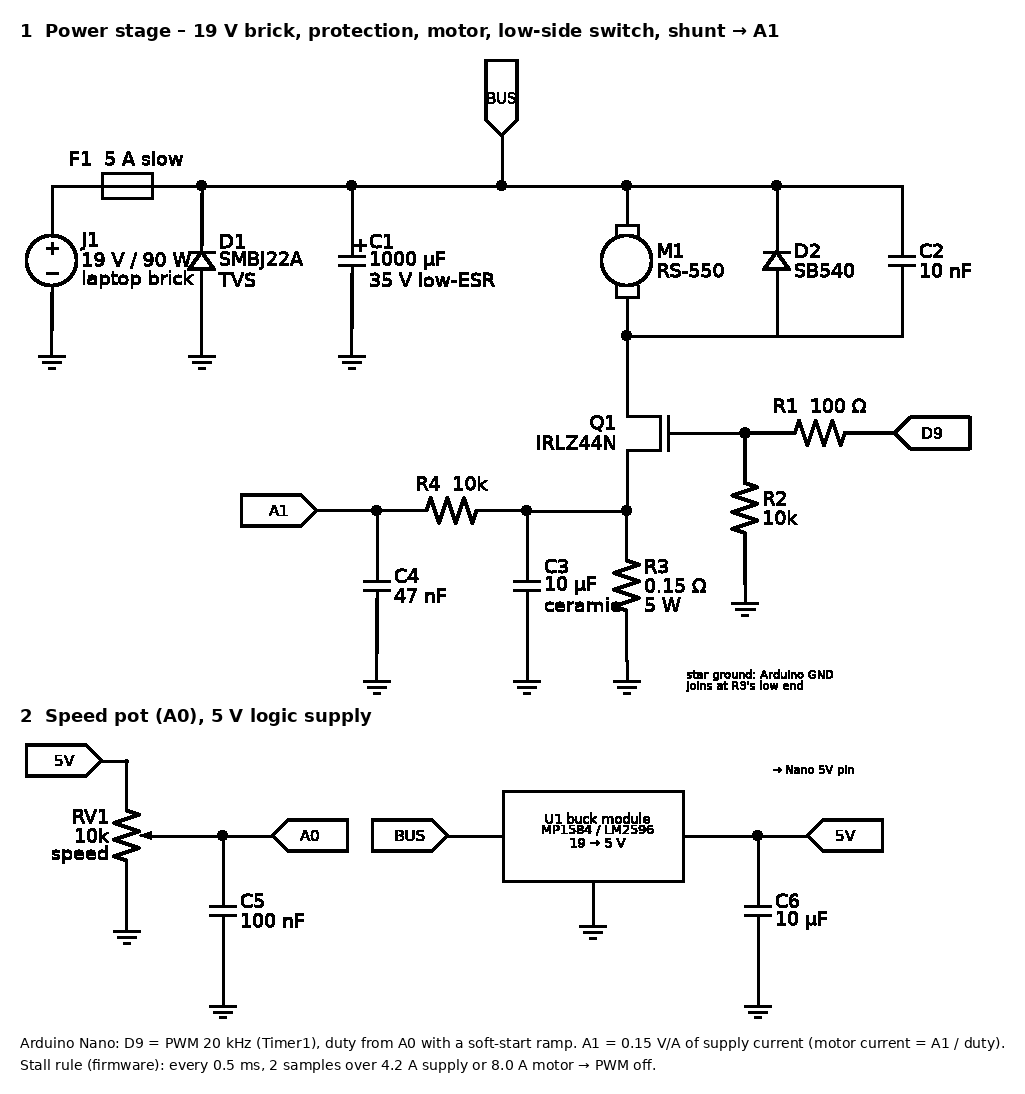 1 Power stage – 19 V brick, protection, motor, low-side switch, shunt → A1
BUS
F1 5 A slow
J1
19 V / 90 W
laptop brick
D1
SMBJ22A
TVS
+
C1
1000 µF
35 V low-ESR
M1
RS-550
D2
SB540
C2
10 nF
Q1
IRLZ44N
R1 100 Ω
D9
R2
10k
A1
R4 10k
C4
47 nF
C3
10 µF
ceramic
R3
0.15 Ω
5 W
star ground: Arduino GND
joins at R3's low end
2 Speed pot (A0), 5 V logic supply
5V
RV1
10k
speed
A0
C5
100 nF
BUS
U1 buck module
MP1584 / LM2596
19 → 5 V
→ Nano 5V pin
5V
C6
10 µF
Arduino Nano: D9 = PWM 20 kHz (Timer1), duty from A0 with a soft-start ramp. A1 = 0.15 V/A of supply current (motor current = A1 / duty).
Stall rule (firmware): every 0.5 ms, 2 samples over 4.2 A supply or 8.0 A motor → PWM off.